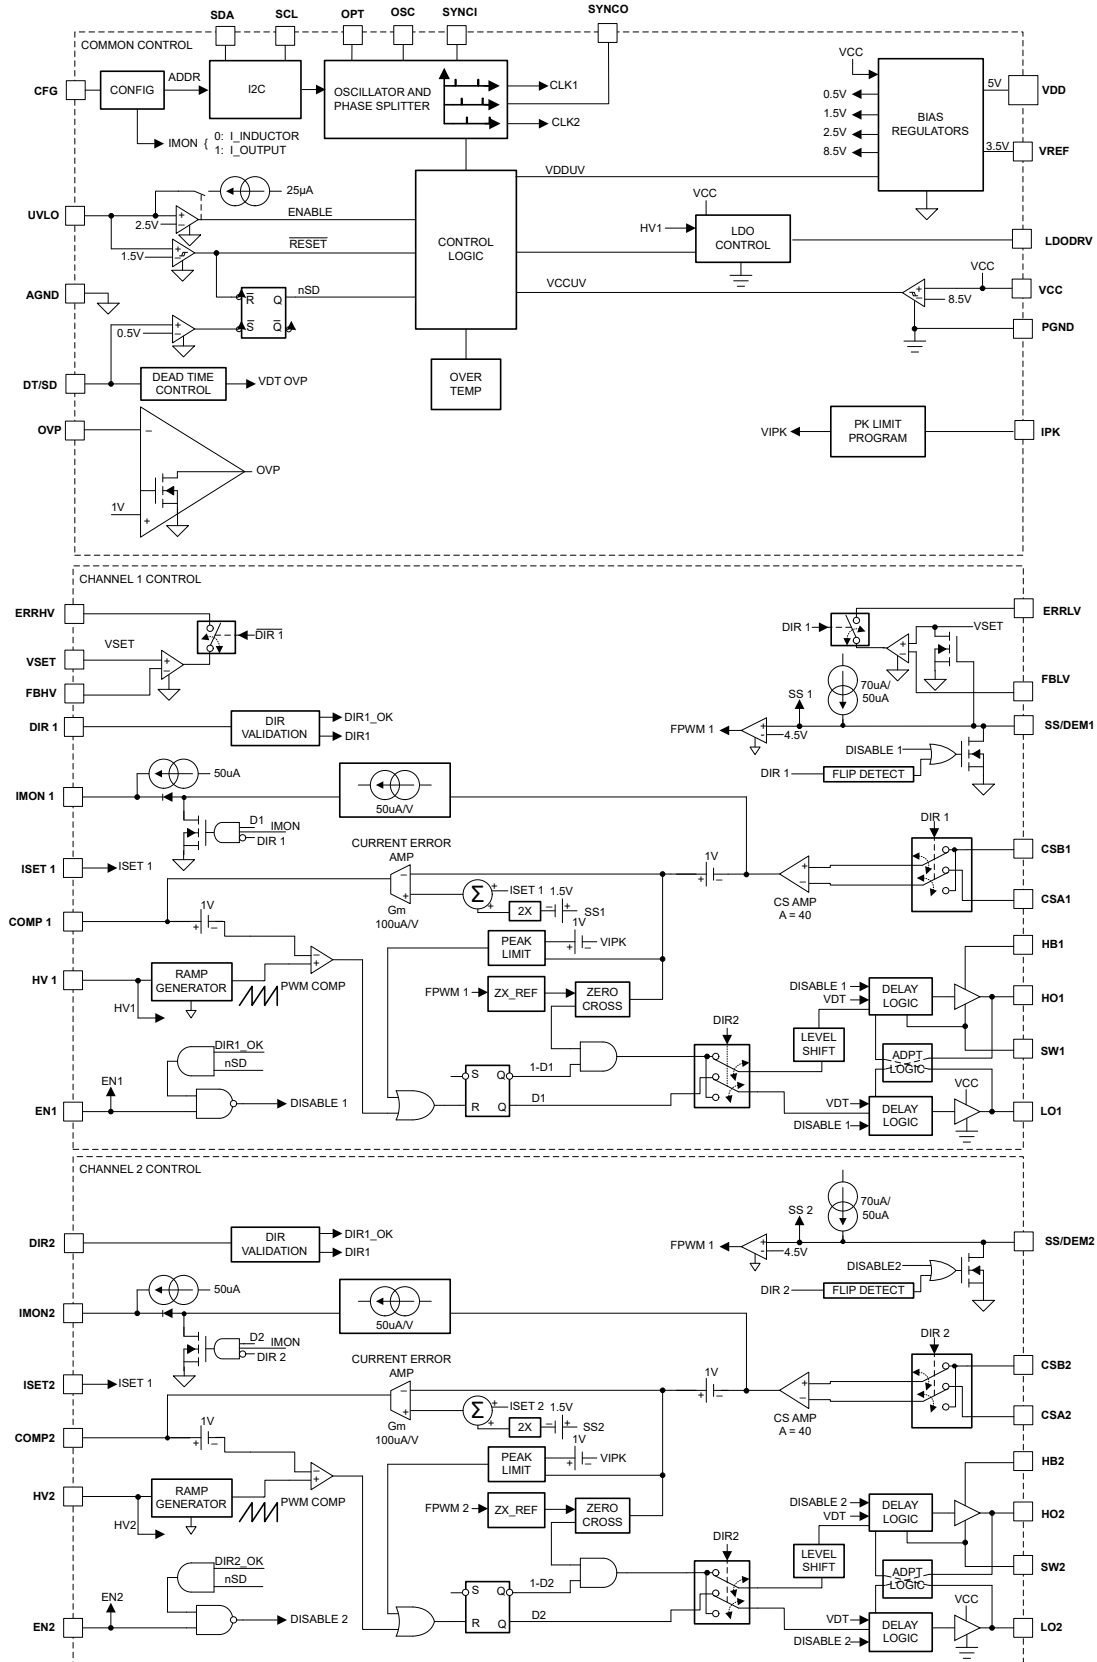 SDA
SCL
OPT
OSC
SYNCI
SYNCO
COMMON CONTROL
CFG
CONFIG
ADDR
I2C
OSCILLATOR AND
PHASE SPLITTER
CLK1
CLK2
IMON { 0: I_INDUCTOR
1: I_OUTPUT
VCC
0.5V
1.5V
2.5V
8.5V
BIAS
REGULATORS
5V
VDD
3.5V
VREF
VDDUV
UVLO
25µA
2.5V
ENABLE
1.5V
RESET
CONTROL
LOGIC
VCC
HV1
LDO
CONTROL
LDODRV
AGND
R Q
S Q
nSD
VCCUV
VCC
8.5V
VCC
PGND
0.5V
DT/SD
DEAD TIME
CONTROL
VDT OVP
OVER
TEMP
OVP
−
OVP
1V
+
VIPK
PK LIMIT
PROGRAM
IPK
CHANNEL 1 CONTROL
ERRHV
DIR 1
VSET
VSET
FBHV
DIR 1
VSET
ERRLV
FBLV
70uA/
50uA
SS 1
DIR 1
DIR
VALIDATION
DIR1_OK
DIR1
FPWM 1
4.5V
SS/DEM1
DISABLE 1
DIR 1
FLIP DETECT
50uA
IMON 1
50uA/V
D1
IMON
DIR 1
ISET 1
ISET 1
CURRENT ERROR
AMP
Gm
100uA/V
Σ
ISET 1
2X
1.5V
SS1
1V
CS AMP
A = 40
DIR 1
CSB1
CSA1
COMP 1
1V
PEAK
LIMIT
1V
VIPK
HB1
HV 1
HV1
RAMP
GENERATOR
PWM COMP
FPWM 1
ZX_REF
ZERO
CROSS
DISABLE 1
VDT
DELAY
LOGIC
HO1
DIR2
LEVEL
SHIFT
ADPT
LOGIC
SW1
DIR1_OK
nSD
EN1
EN1
DISABLE 1
S Q
R Q
1-D1
D1
VDT
DISABLE 1
DELAY
LOGIC
VCC
LO1
CHANNEL 2 CONTROL
DIR2
DIR
VALIDATION
DIR1_OK
DIR1
70uA/
50uA
SS 2
FPWM 1
4.5V
SS/DEM2
DISABLE2
DIR 2
FLIP DETECT
50uA
IMON2
50uA/V
D2
IMON
DIR 2
ISET2
ISET 1
CURRENT ERROR
AMP
Gm
100uA/V
Σ
ISET 2
2X
1.5V
SS2
1V
CS AMP
A = 40
DIR 2
CSB2
CSA2
COMP2
1V
PEAK
LIMIT
1V
VIPK
HB2
HV2
HV2
RAMP
GENERATOR
PWM COMP
FPWM 2
ZX_REF
ZERO
CROSS
DISABLE 2
VDT
DELAY
LOGIC
HO2
DIR2
LEVEL
SHIFT
ADPT
LOGIC
SW2
DIR2_OK
nSD
EN2
EN2
DISABLE 2
S Q
R Q
1-D2
D2
VDT
DISABLE 2
DELAY
LOGIC
VCC
LO2